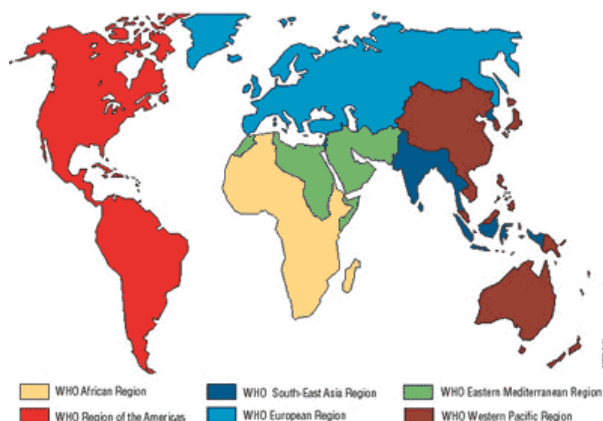 WHO African Region
WHO South-East Asia Region
WHO Eastern Mediterranean Region
WHO Region of the Americas
WHO European Region
WHO Western Pacific Region